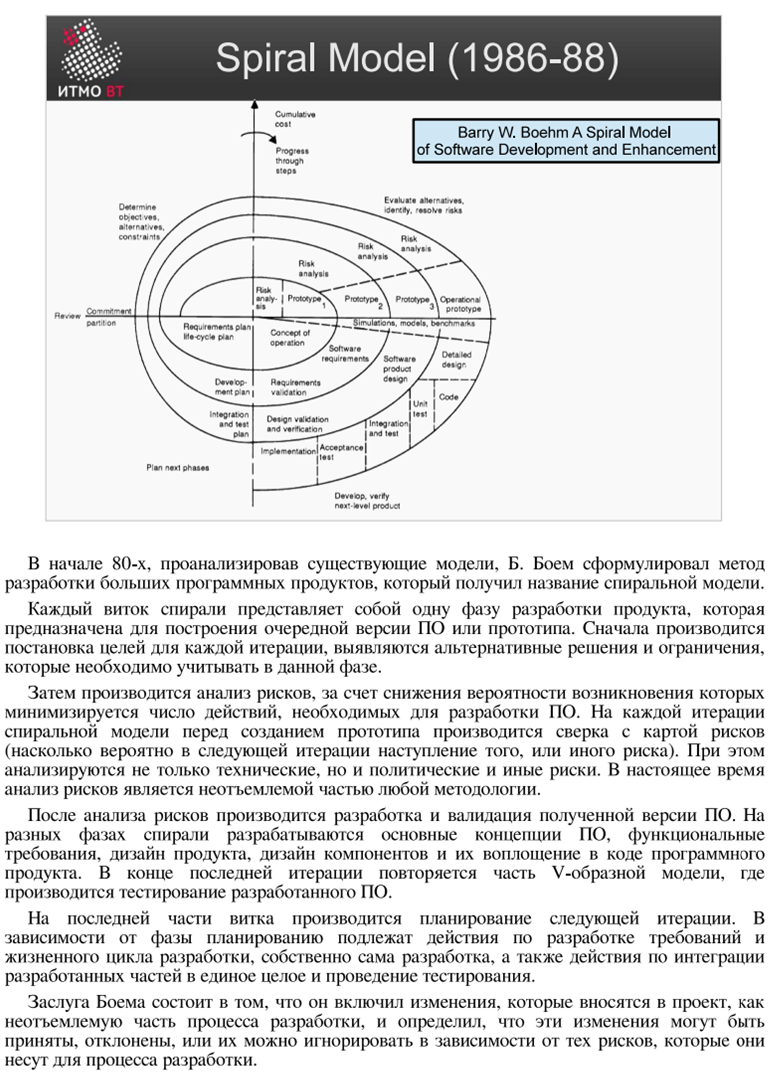 Spiral Model (1986-88)
ИТМО ВТ
Barry W. Boehm A Spiral Model
of Software Development and Enhancement
Cumulative
cost
Progress
through
steps
Determine
objectives,
alternatives,
constraints
Evaluate alternatives,
identify, resolve risks
Risk
analysis
Risk
analysis
Risk
analysis
Risk
analy-
sis
Prototype 1
Prototype 2
Prototype 3
Operational
prototype
Review
Commitment
partition
Simulations, models, benchmarks
Requirements plan
life-cycle plan
Concept of
operation
Software
requirements
Software
product
design
Detailed
design
Develop-
ment plan
Requirements
validation
Code
Unit
test
Integration
and test
plan
Design validation
and verification
Integration
and test
Acceptance
test
Implementation
Plan next phases
Develop, verify
next-level product
В начале 80-х, проанализировав существующие модели, Б. Боем сформулировал метод
разработки больших программных продуктов, который получил название спиральной модели.
Каждый виток спирали представляет собой одну фазу разработки продукта, которая
предназначена для построения очередной версии ПО или прототипа. Сначала производится
постановка целей для каждой итерации, выявляются альтернативные решения и ограничения,
которые необходимо учитывать в данной фазе.
Затем производится анализ рисков, за счет снижения вероятности возникновения которых
минимизируется число действий, необходимых для разработки ПО. На каждой итерации
спиральной модели перед созданием прототипа производится сверка с картой рисков
(насколько вероятно в следующей итерации наступление того, или иного риска). При этом
анализируются не только технические, но и политические и иные риски. В настоящее время
анализ рисков является неотъемлемой частью любой методологии.
После анализа рисков производится разработка и валидация полученной версии ПО. На
разных фазах спирали разрабатываются основные концепции ПО, функциональные
требования, дизайн продукта, дизайн компонентов и их воплощение в коде программного
продукта. В конце последней итерации повторяется часть V-образной модели, где
производится тестирование разработанного ПО.
На последней части витка производится планирование следующей итерации. В
зависимости от фазы планированию подлежат действия по разработке требований и
жизненного цикла разработки, собственно сама разработка, а также действия по интеграции
разработанных частей в единое целое и проведение тестирования.
Заслуга Боема состоит в том, что он включил изменения, которые вносятся в проект, как
неотъемлемую часть процесса разработки, и определил, что эти изменения могут быть
приняты, отклонены, или их можно игнорировать в зависимости от тех рисков, которые они
несут для процесса разработки.